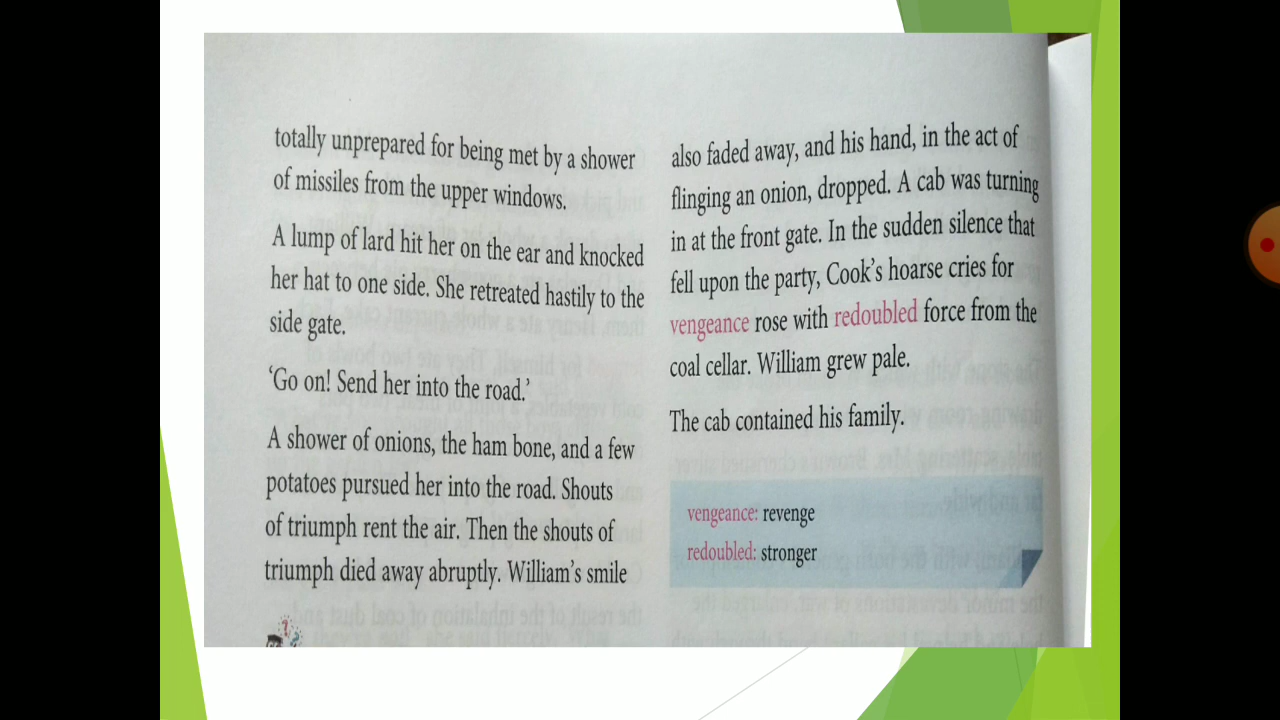 totally unprepared for being met by a shower
of missiles from the upper windows.
A lump of lard hit her on the ear and knocked
her hat to one side. She retreated hastily to the
side gate.
‘Go on! Send her into the road.’
A shower of onions, the ham bone, and a few
potatoes pursued her into the road. Shouts
of triumph rent the air. Then the shouts of
triumph died away abruptly. William’s smile
also faded away, and his hand, in the act of
flinging an onion, dropped. A cab was turning
in at the front gate. In the sudden silence that
fell upon the party, Cook’s hoarse cries for
vengeance rose with redoubled force from the
coal cellar. William grew pale.
The cab contained his family.
vengeance: revenge
redoubled: stronger